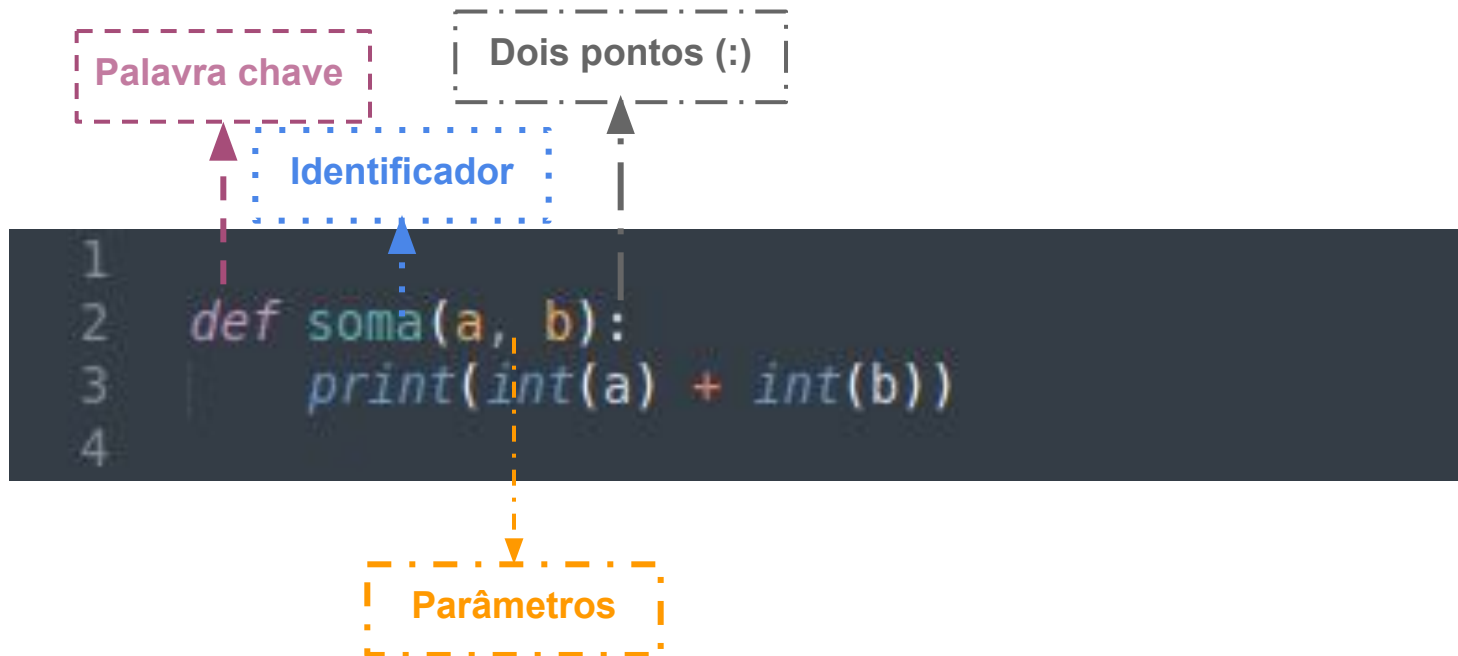 Dois pontos (:)
Palavra chave
Identificador
1
2 def soma(a, b):
3 print(int(a) + int(b))
4
Parâmetros